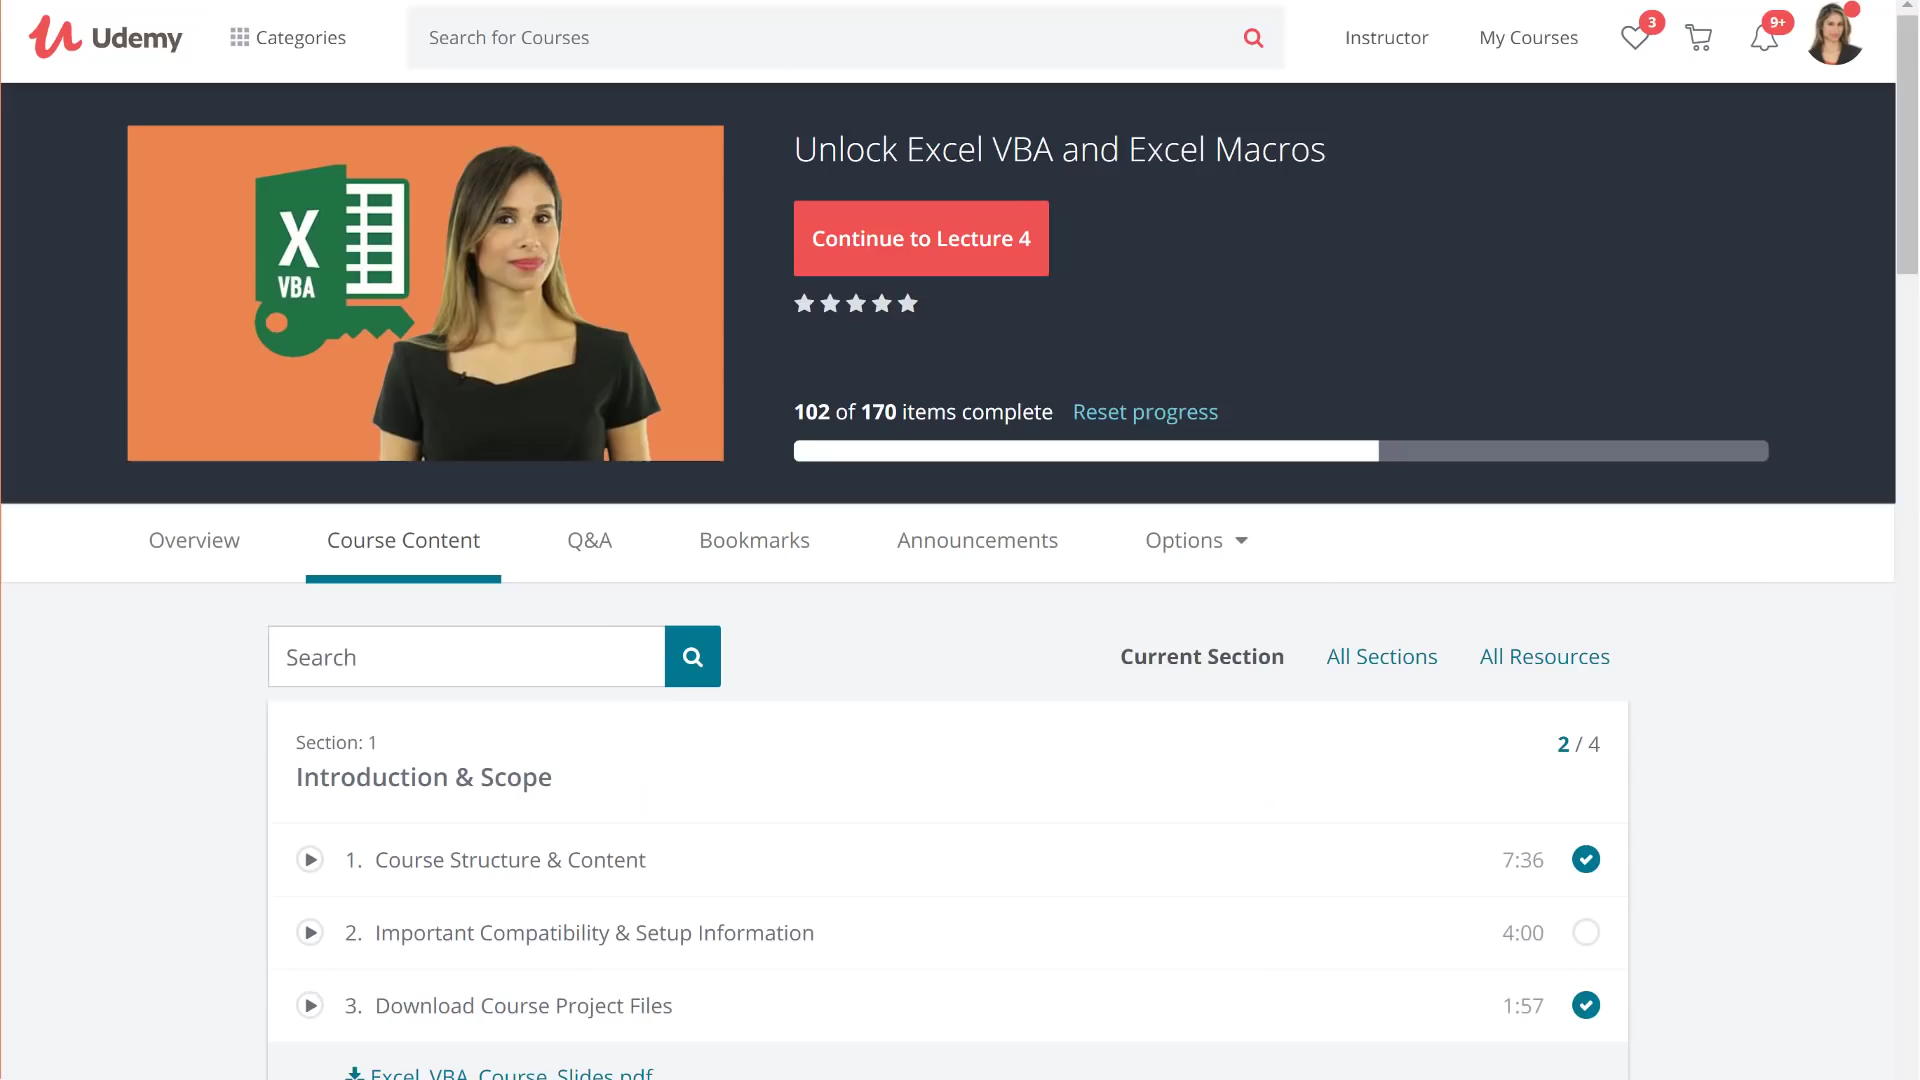 Udemy
Categories
Search for Courses
Instructor
My Courses
3
9+
X
VBA
Unlock Excel VBA and Excel Macros
Continue to Lecture 4
102 of 170 items complete Reset progress
Overview
Course Content
Q&A
Bookmarks
Announcements
Options
Search
Current Section
All Sections
All Resources
Section: 1
2 / 4
Introduction & Scope
1. Course Structure & Content 7:36
2. Important Compatibility & Setup Information 4:00
3. Download Course Project Files 1:57
Excel_VBA_Course_Slides.pdf